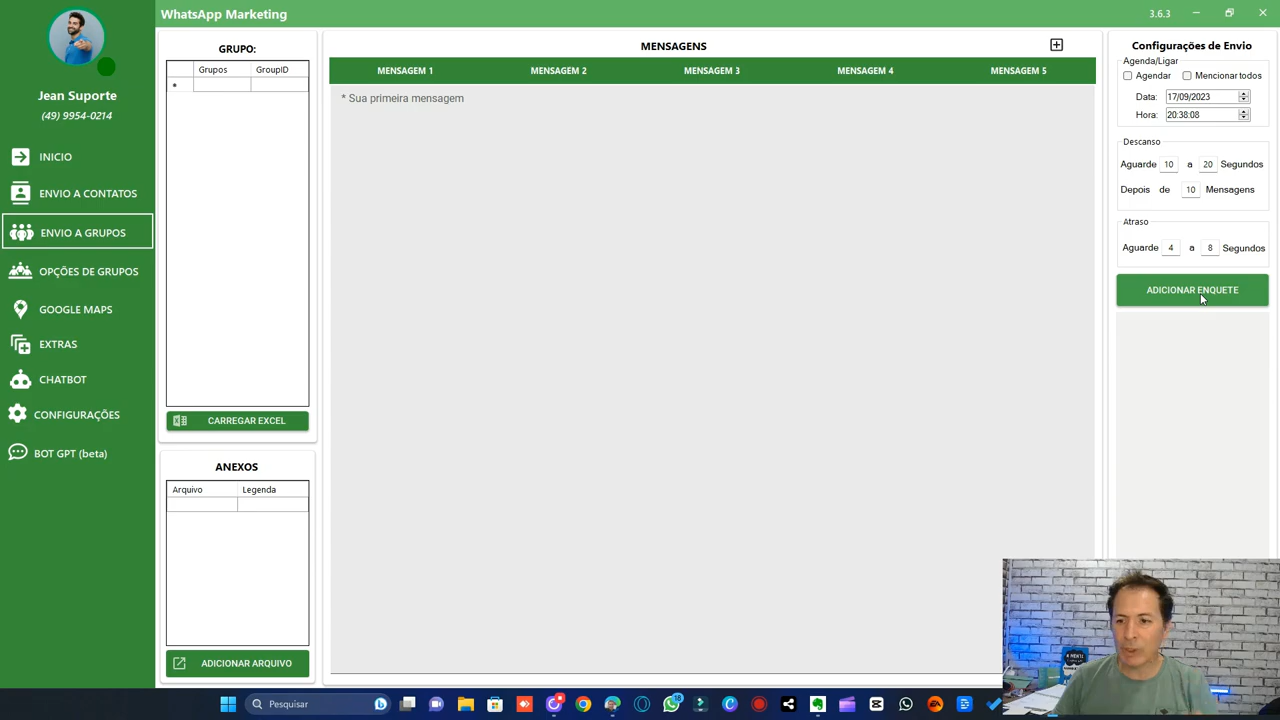 WhatsApp Marketing
3.6.3
Jean Suporte
(49) 9954-0214
INICIO
ENVIO A CONTATOS
ENVIO A GRUPOS
OPÇÕES DE GRUPOS
GOOGLE MAPS
EXTRAS
CHATBOT
CONFIGURAÇÕES
BOT GPT (beta)
GRUPO:
Grupos GroupID
CARREGAR EXCEL
ANEXOS
Arquivo Legenda
ADICIONAR ARQUIVO
MENSAGENS
MENSAGEM 1 MENSAGEM 2 MENSAGEM 3 MENSAGEM 4 MENSAGEM 5
* Sua primeira mensagem
Configurações de Envio
Agenda/Ligar
Agendar Mencionar todos
Data: 17/09/2023
Hora: 20:38:08
Descanso
Aguarde 10 a 20 Segundos
Depois de 10 Mensagens
Atraso
Aguarde 4 a 8 Segundos
ADICIONAR ENQUETE
Pesquisar
18
EA